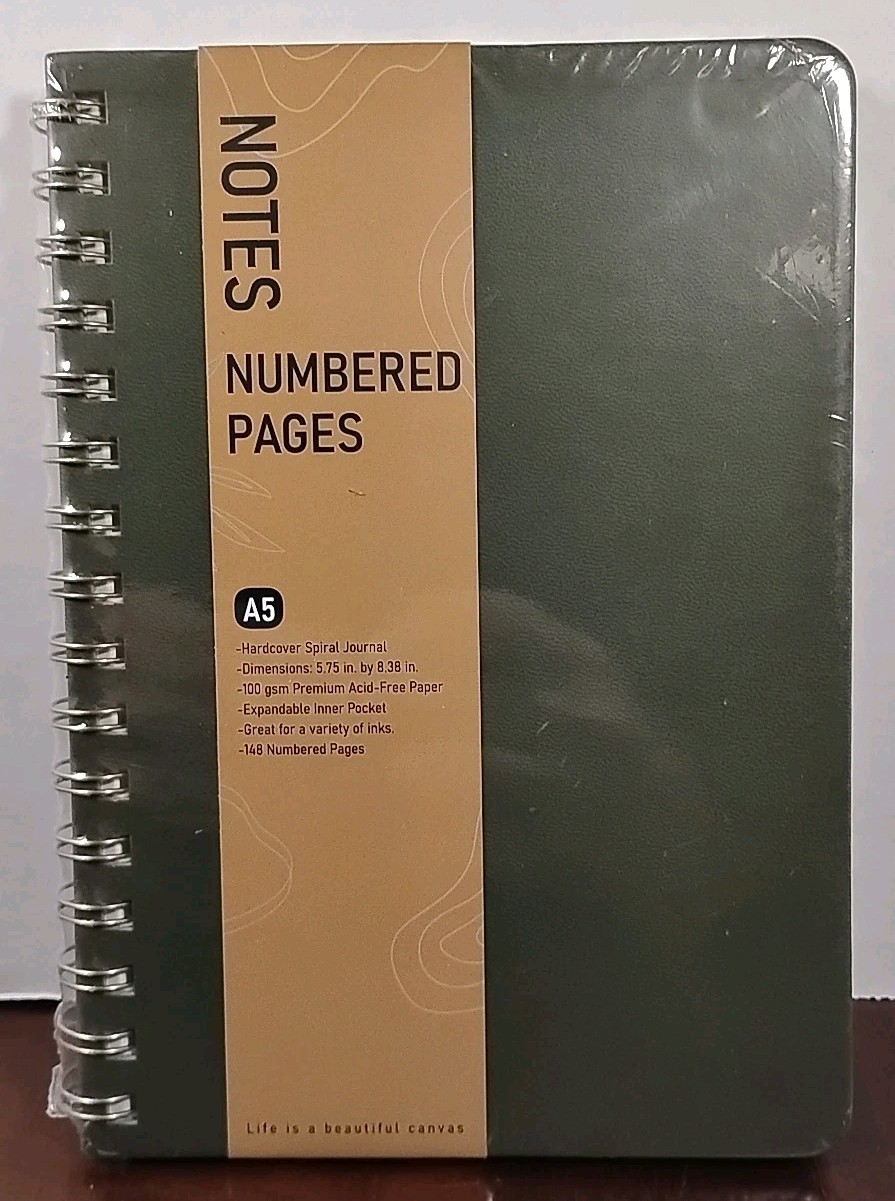 NOTES
NUMBERED
PAGES
A5
-Hardcover Spiral Journal
-Dimensions: 5.75 in. by 8.38 in.
-100 gsm Premium Acid-Free Paper
-Expandable Inner Pocket
-Great for a variety of inks.
-148 Numbered Pages
Life is a beautiful canvas